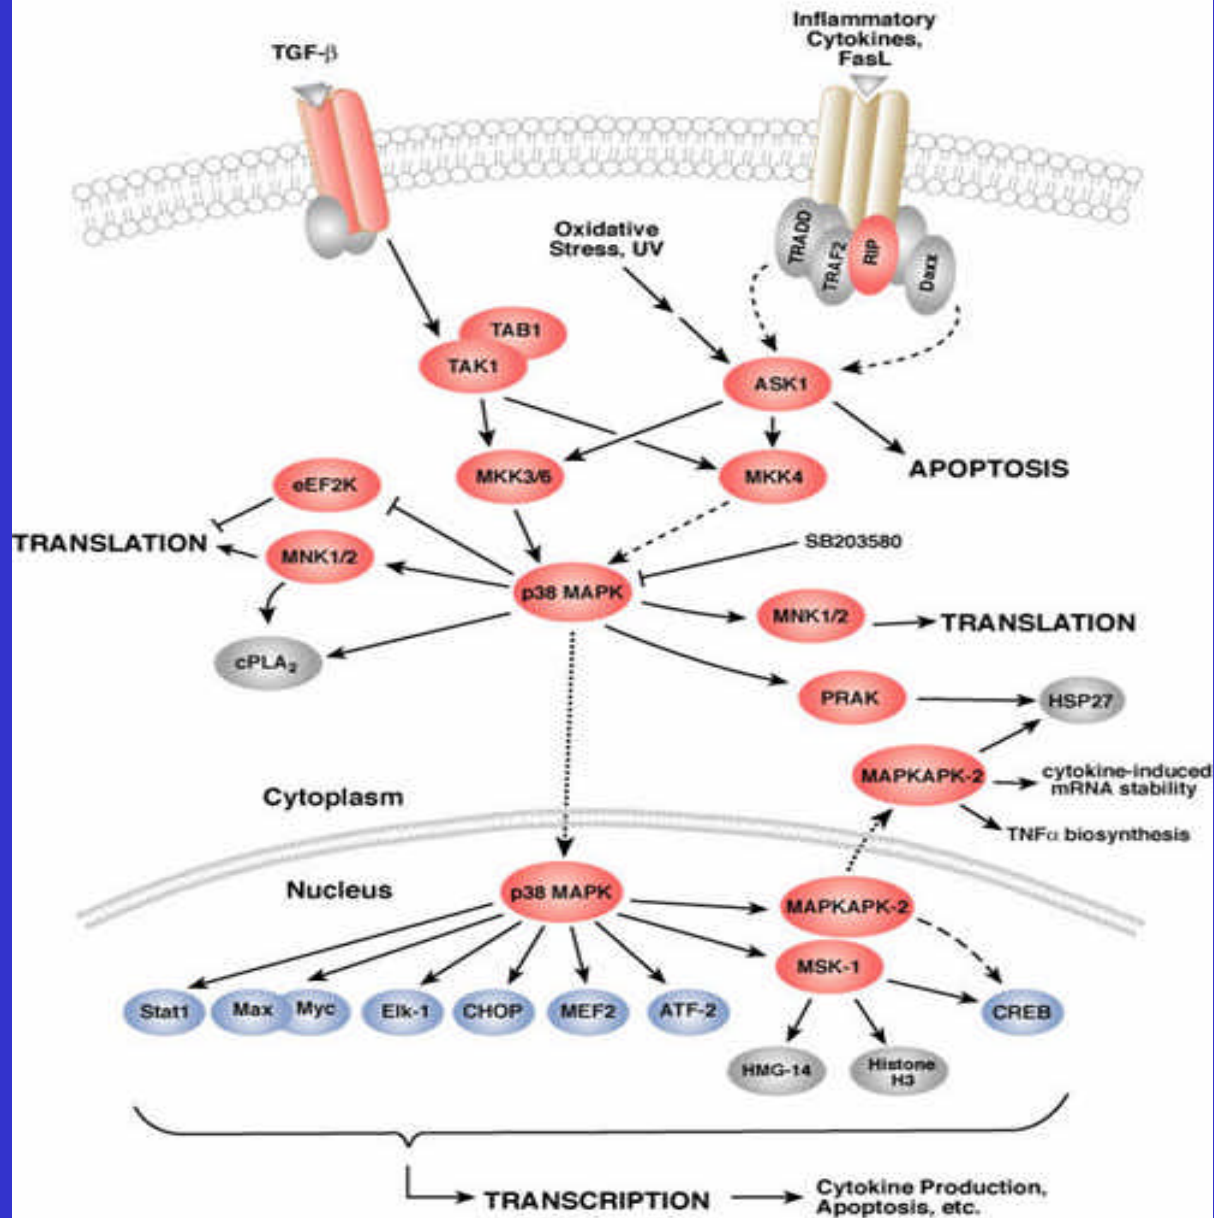 Inflammatory
Cytokines,
FasL
TGF-β
Oxidative
Stress, UV
TRADD
TRAF2
RIP
Daxx
TAB1
TAK1
ASK1
APOPTOSIS
MKK3/6
MKK4
eEF2K
TRANSLATION
MNK1/2
SB203580
p38 MAPK
MNK1/2
TRANSLATION
cPLA₂
PRAK
HSP27
MAPKAPK-2
cytokine-induced
mRNA stability
TNFα biosynthesis
Cytoplasm
Nucleus
p38 MAPK
MAPKAPK-2
MSK-1
Stat1
Max
Myc
Elk-1
CHOP
MEF2
ATF-2
CREB
HMG-14
Histone
H3
TRANSCRIPTION
Cytokine Production,
Apoptosis, etc.